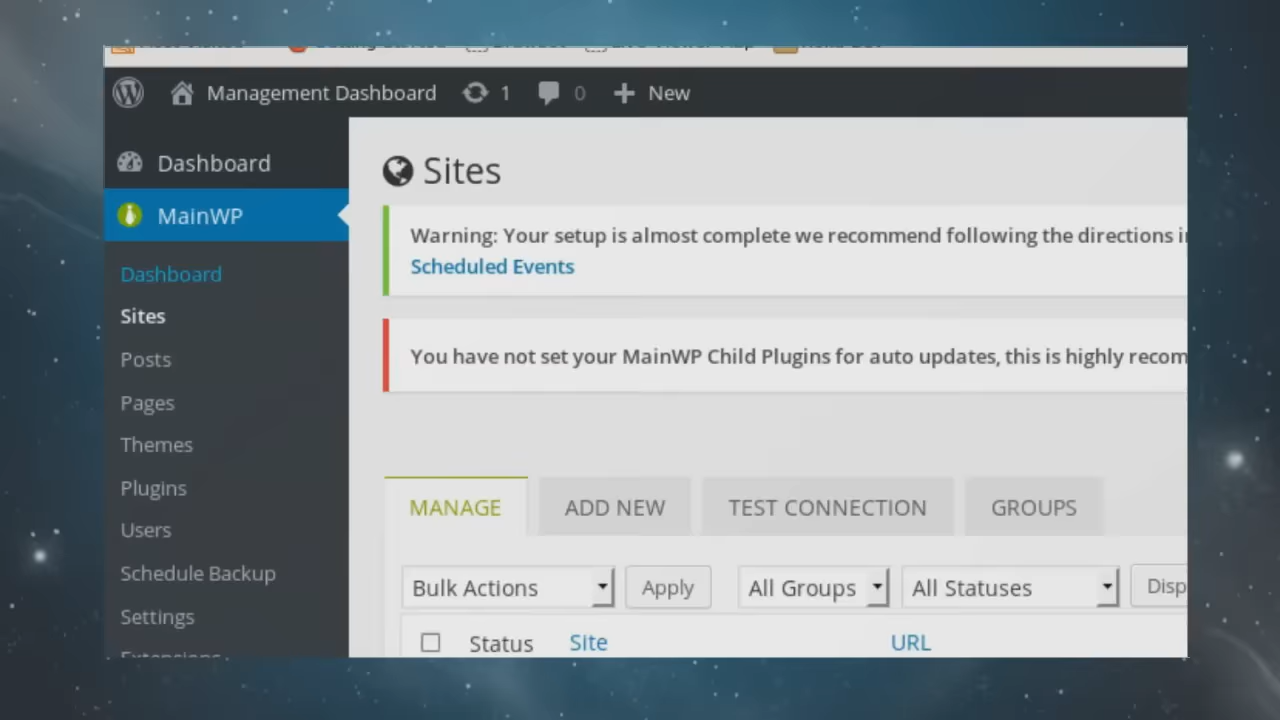 Management Dashboard 1 0 New
Dashboard
MainWP
Dashboard
Sites
Posts
Pages
Themes
Plugins
Users
Schedule Backup
Settings
Extensions
Sites
Warning: Your setup is almost complete we recommend following the directions
Scheduled Events
You have not set your MainWP Child Plugins for auto updates, this is highly recom
MANAGE ADD NEW TEST CONNECTION GROUPS
Bulk Actions Apply All Groups All Statuses Disp
Status Site URL